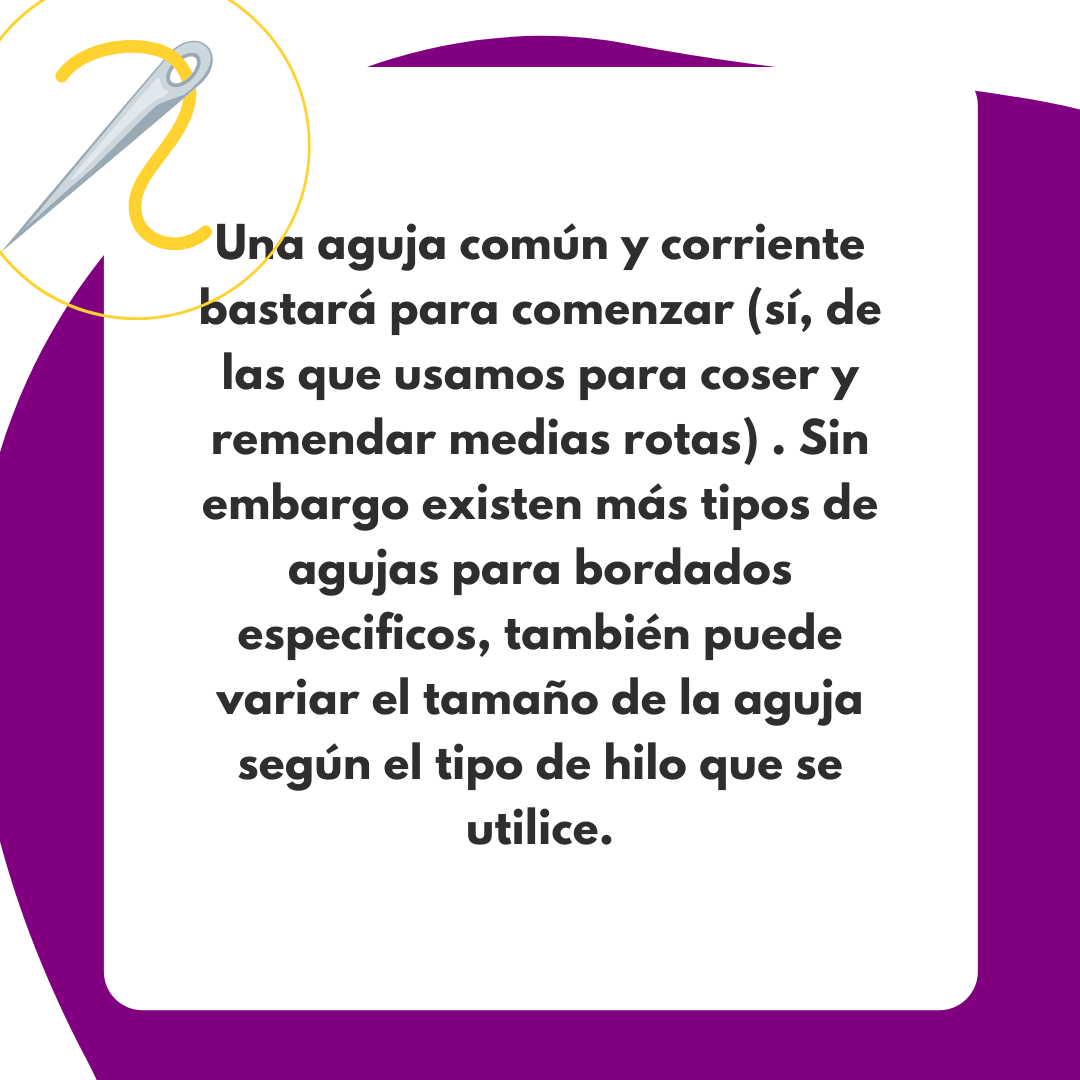 Una aguja común y corriente
bastará para comenzar (sí, de
las que usamos para coser y
remendar medias rotas) . Sin
embargo existen más tipos de
agujas para bordados
especificos, también puede
variar el tamaño de la aguja
según el tipo de hilo que se
utilice.